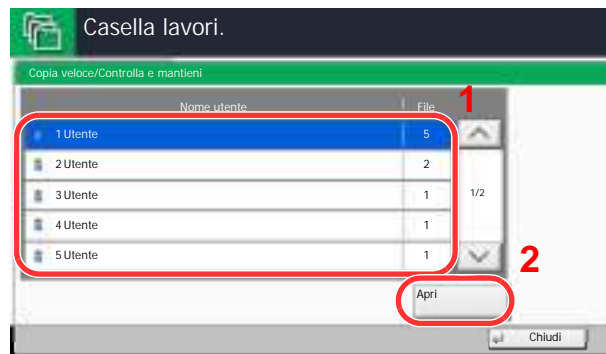 Casella lavori.
Copia veloce/Controlla e mantieni
Nome utente File 1
1 Utente 5
2 Utente 2
3 Utente 1 1/2
4 Utente 1
5 Utente 1 2
Apri
Chiudi